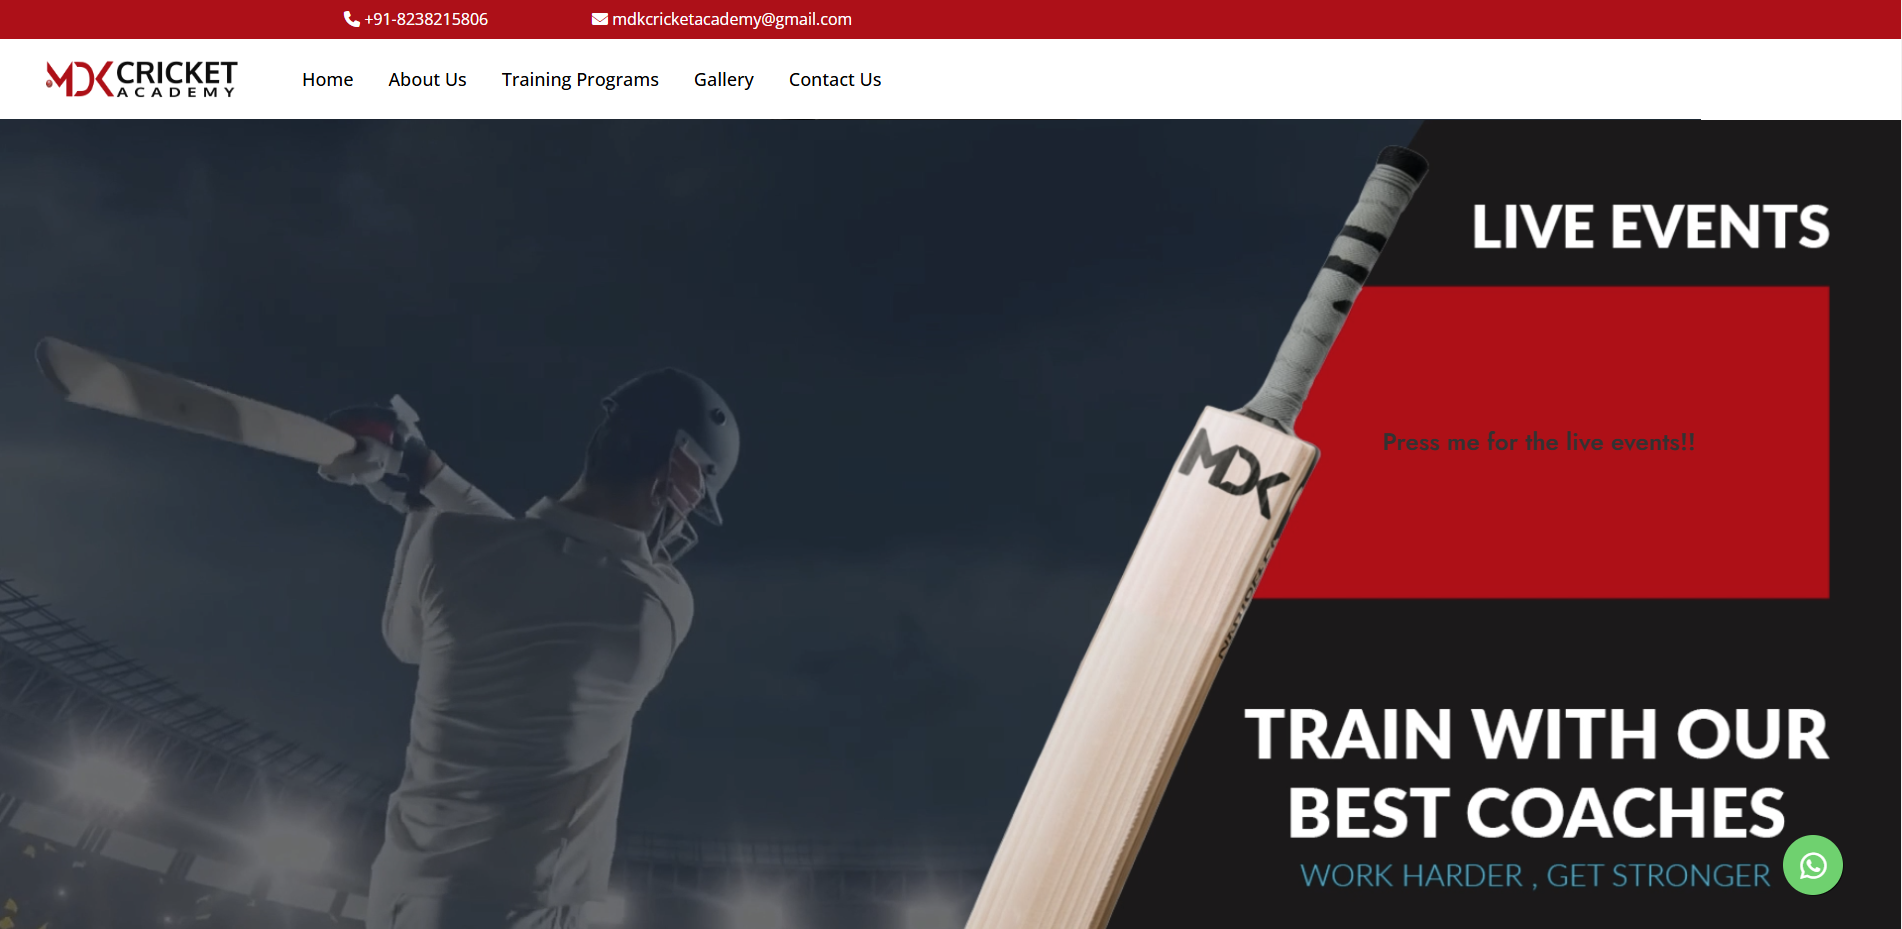 +91-8238215806
mdkcricketacademy@gmail.com
MDK CRICKET
ACADEMY
Home
About Us
Training Programs
Gallery
Contact Us
LIVE EVENTS
Press me for the live events!!
MDK
TRAIN WITH OUR
BEST COACHES
WORK HARDER , GET STRONGER